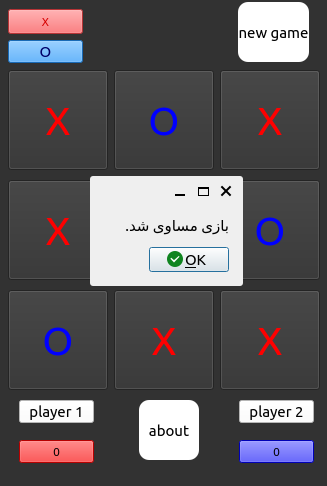 X
O
new game
X O X
X O
بازی مساوی شد.
OK
O X X
player 1
player 2
about
0
0